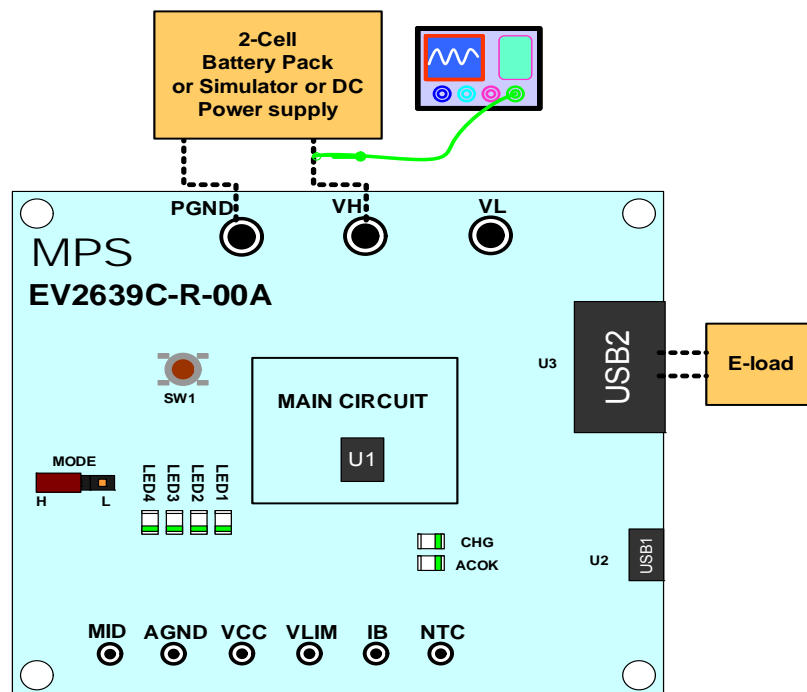 2-Cell
Battery Pack
or Simulator or DC
Power supply
PGND VH VL
MPS
EV2639C-R-00A
SW1
MAIN CIRCUIT
U1
U3
USB2
E-load
MODE
H L
LED4 LED3 LED2 LED1
CHG
ACOK
U2
USB1
MID AGND VCC VLIM IB NTC